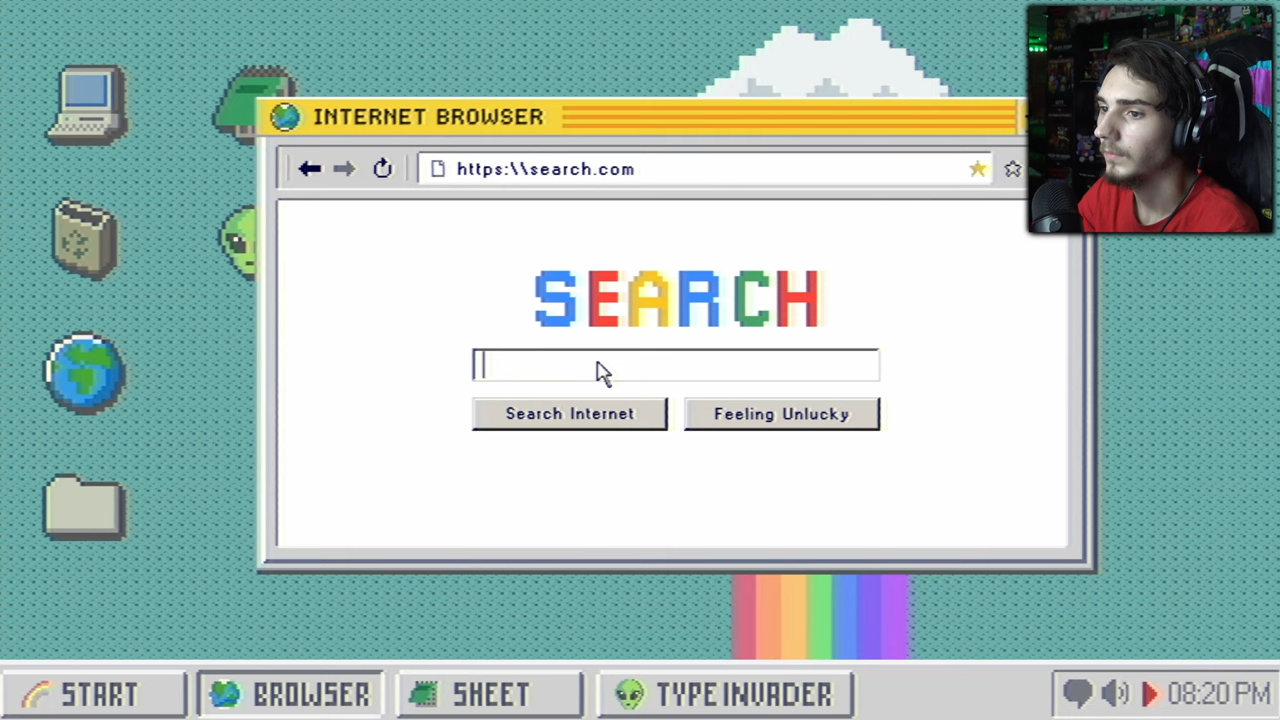 INTERNET BROWSER
https:\\search.com
SEARCH
Search Internet
Feeling Unlucky
START
BROWSER
SHEET
TYPE INVADER
08:20 PM